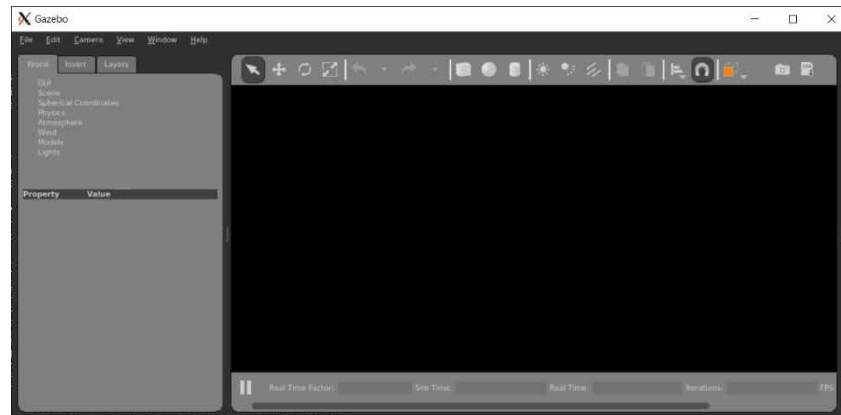 Gazebo
File Edit Camera View Window Help
World Insert Layers
GUI
Scene
Spherical Coordinates
Physics
Atmosphere
Wind
Models
Lights
Property Value
Real Time Factor: Sim Time: Real Time: Iterations: FPS